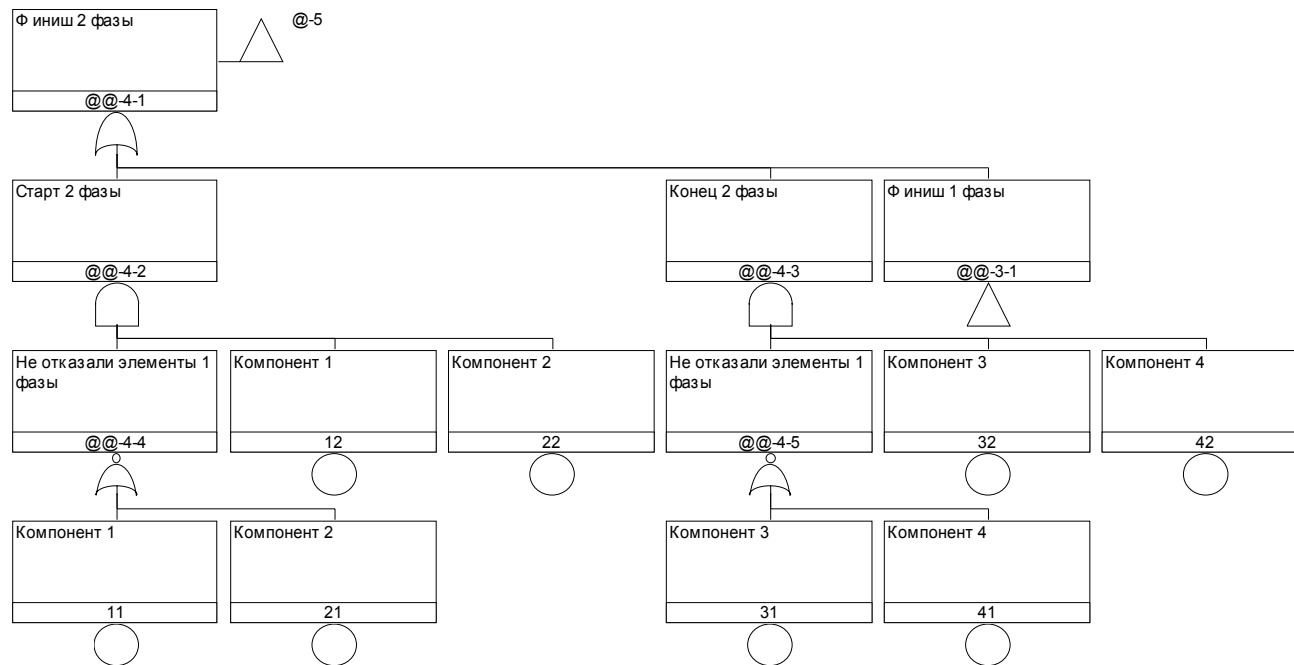 Ф иниш 2 фазы
@-5
@@-4-1
Старт 2 фазы
Конец 2 фазы
Ф иниш 1 фазы
@@-4-2
@@-4-3
@@-3-1
Не отказали элементы 1
фазы
Компонент 1
Компонент 2
Не отказали элементы 1
фазы
Компонент 3
Компонент 4
@@-4-4
12
22
@@-4-5
32
42
Компонент 1
Компонент 2
Компонент 3
Компонент 4
11
21
31
41